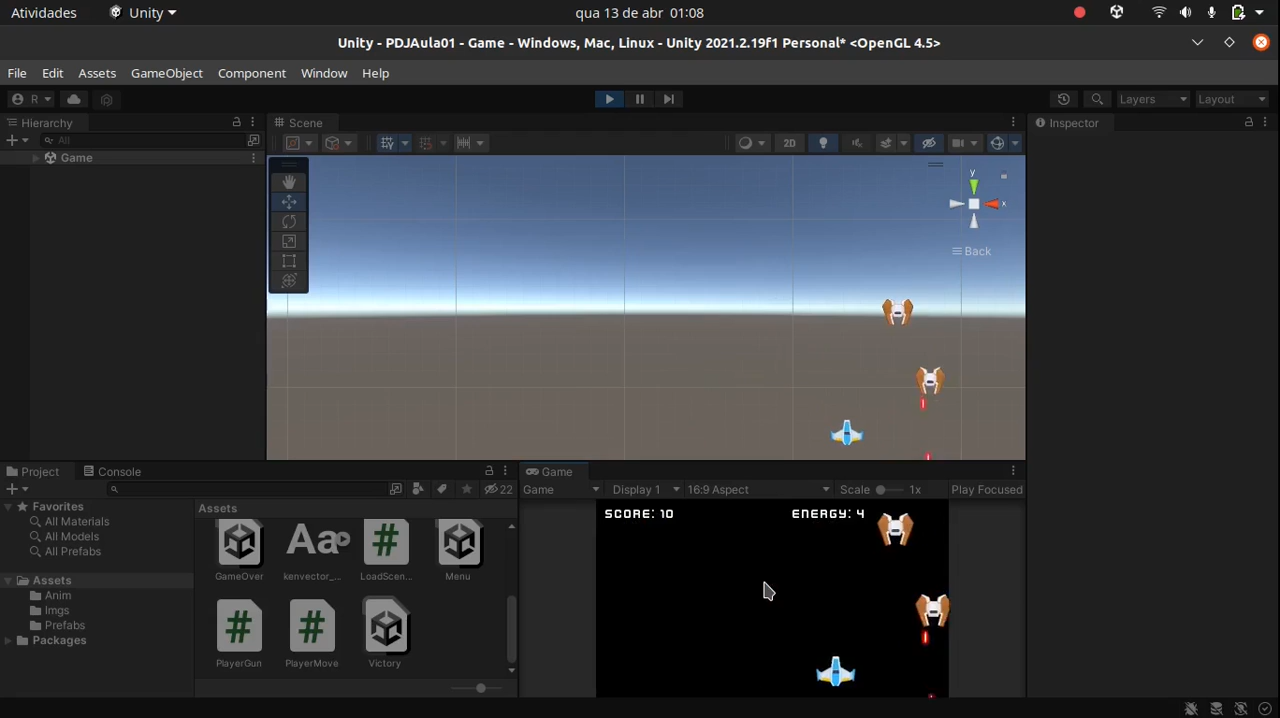 Atividades
Unity
qua 13 de abr 01:08
Unity - PDJAula01 - Game - Windows, Mac, Linux - Unity 2021.2.19f1 Personal* <OpenGL 4.5>
File Edit Assets GameObject Component Window Help
R
Layers
Layout
Hierarchy
Scene
Inspector
All
2D
Game
y
x
Back
Project
Console
Game
22
Game
Display 1
16:9 Aspect
Scale
1x
Play Focused
Favorites
All Materials
All Models
All Prefabs
Assets
Anim
Imgs
Prefabs
Packages
Assets
Aa
GameOver
kenvector_...
LoadScen...
Menu
PlayerGun
PlayerMove
Victory
SCORE: 10
ENERGY: 4